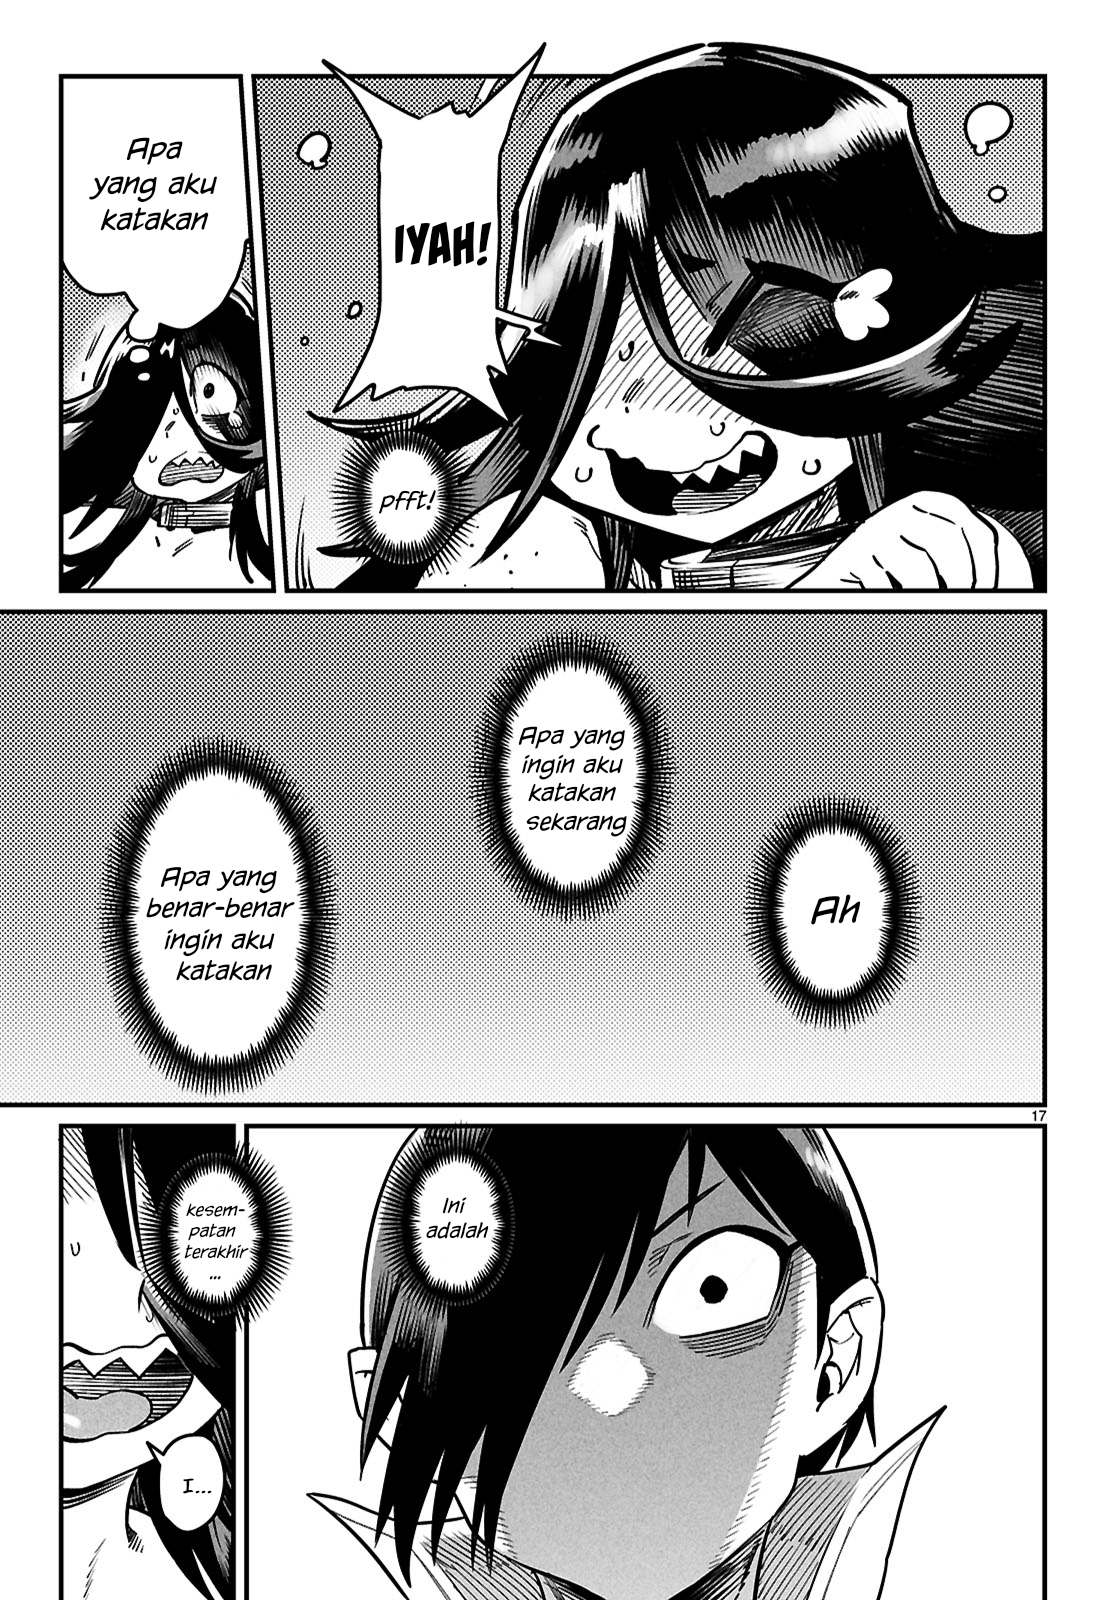 IYAH!
pfft!
Apa
yang aku
katakan
Ah
Apa yang
ingin aku
katakan
sekarang
Apa yang
benar-benar
ingin aku
katakan
17
Ini
adalah
kesem-
patan
terakhir
...
I...